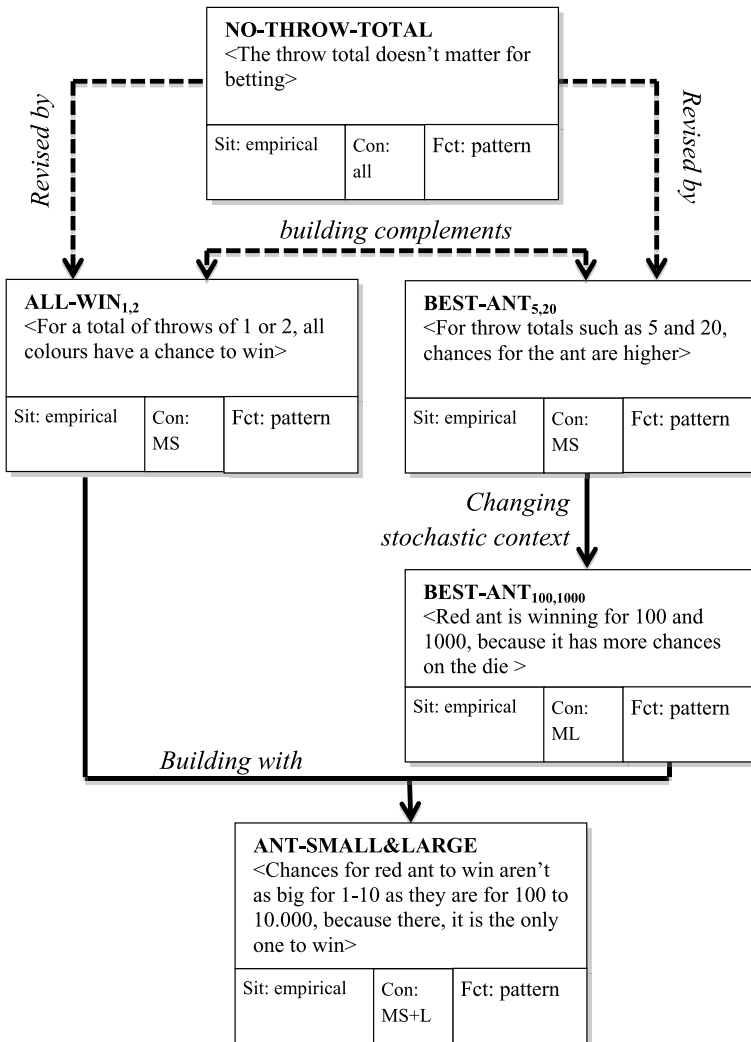 NO-THROW-TOTAL
<The throw total doesn’t matter for
betting>
Sit: empirical
Con:
all
Fct: pattern
Revised by
Revised by
building complements
ALL-WIN1,2
<For a total of throws of 1 or 2, all
colours have a chance to win>
Sit: empirical
Con:
MS
Fct: pattern
BEST-ANT5,20
<For throw totals such as 5 and 20,
chances for the ant are higher>
Sit: empirical
Con:
MS
Fct: pattern
Changing
stochastic context
BEST-ANT100,1000
<Red ant is winning for 100 and
1000, because it has more chances
on the die >
Sit: empirical
Con:
ML
Fct: pattern
Building with
ANT-SMALL&LARGE
<Chances for red ant to win aren’t
as big for 1-10 as they are for 100 to
10.000, because there, it is the only
one to win>
Sit: empirical
Con:
MS+L
Fct: pattern